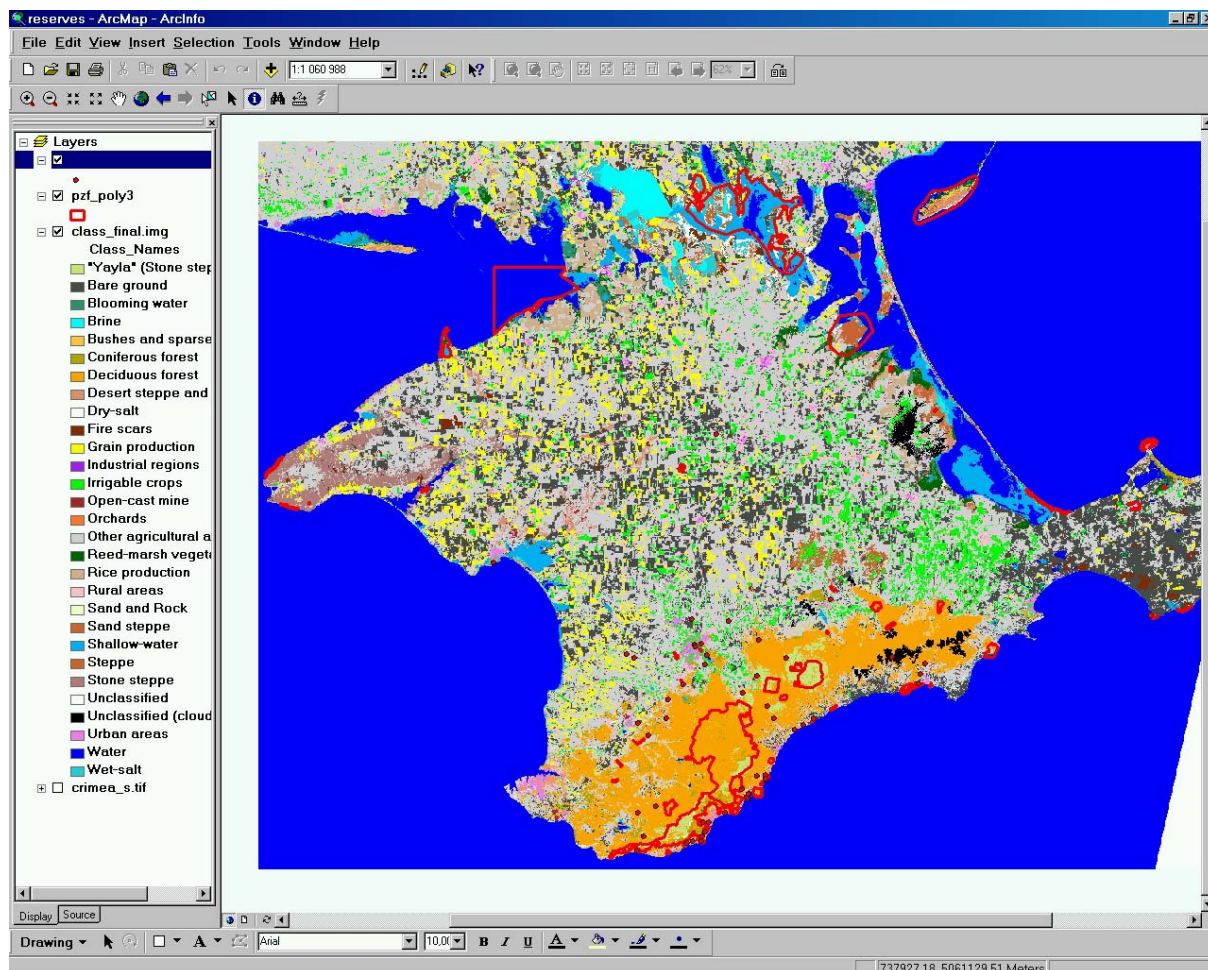 reserves - ArcMap - ArcInfo
File Edit View Insert Selection Tools Window Help
1:1 060 988
62%
Layers
pzf_poly3
class_final.img
Class_Names
"Yayla" (Stone step
Bare ground
Blooming water
Brine
Bushes and sparse
Coniferous forest
Deciduous forest
Desert steppe and
Dry-salt
Fire scars
Grain production
Industrial regions
Irrigable crops
Open-cast mine
Orchards
Other agricultural a
Reed-marsh vegeta
Rice production
Rural areas
Sand and Rock
Sand steppe
Shallow-water
Steppe
Stone steppe
Unclassified
Unclassified (cloud
Urban areas
Water
Wet-salt
crimea_s.tif
Display Source
Drawing A Arial 10,0 B I U A
737927,18 5061129,51 Meters